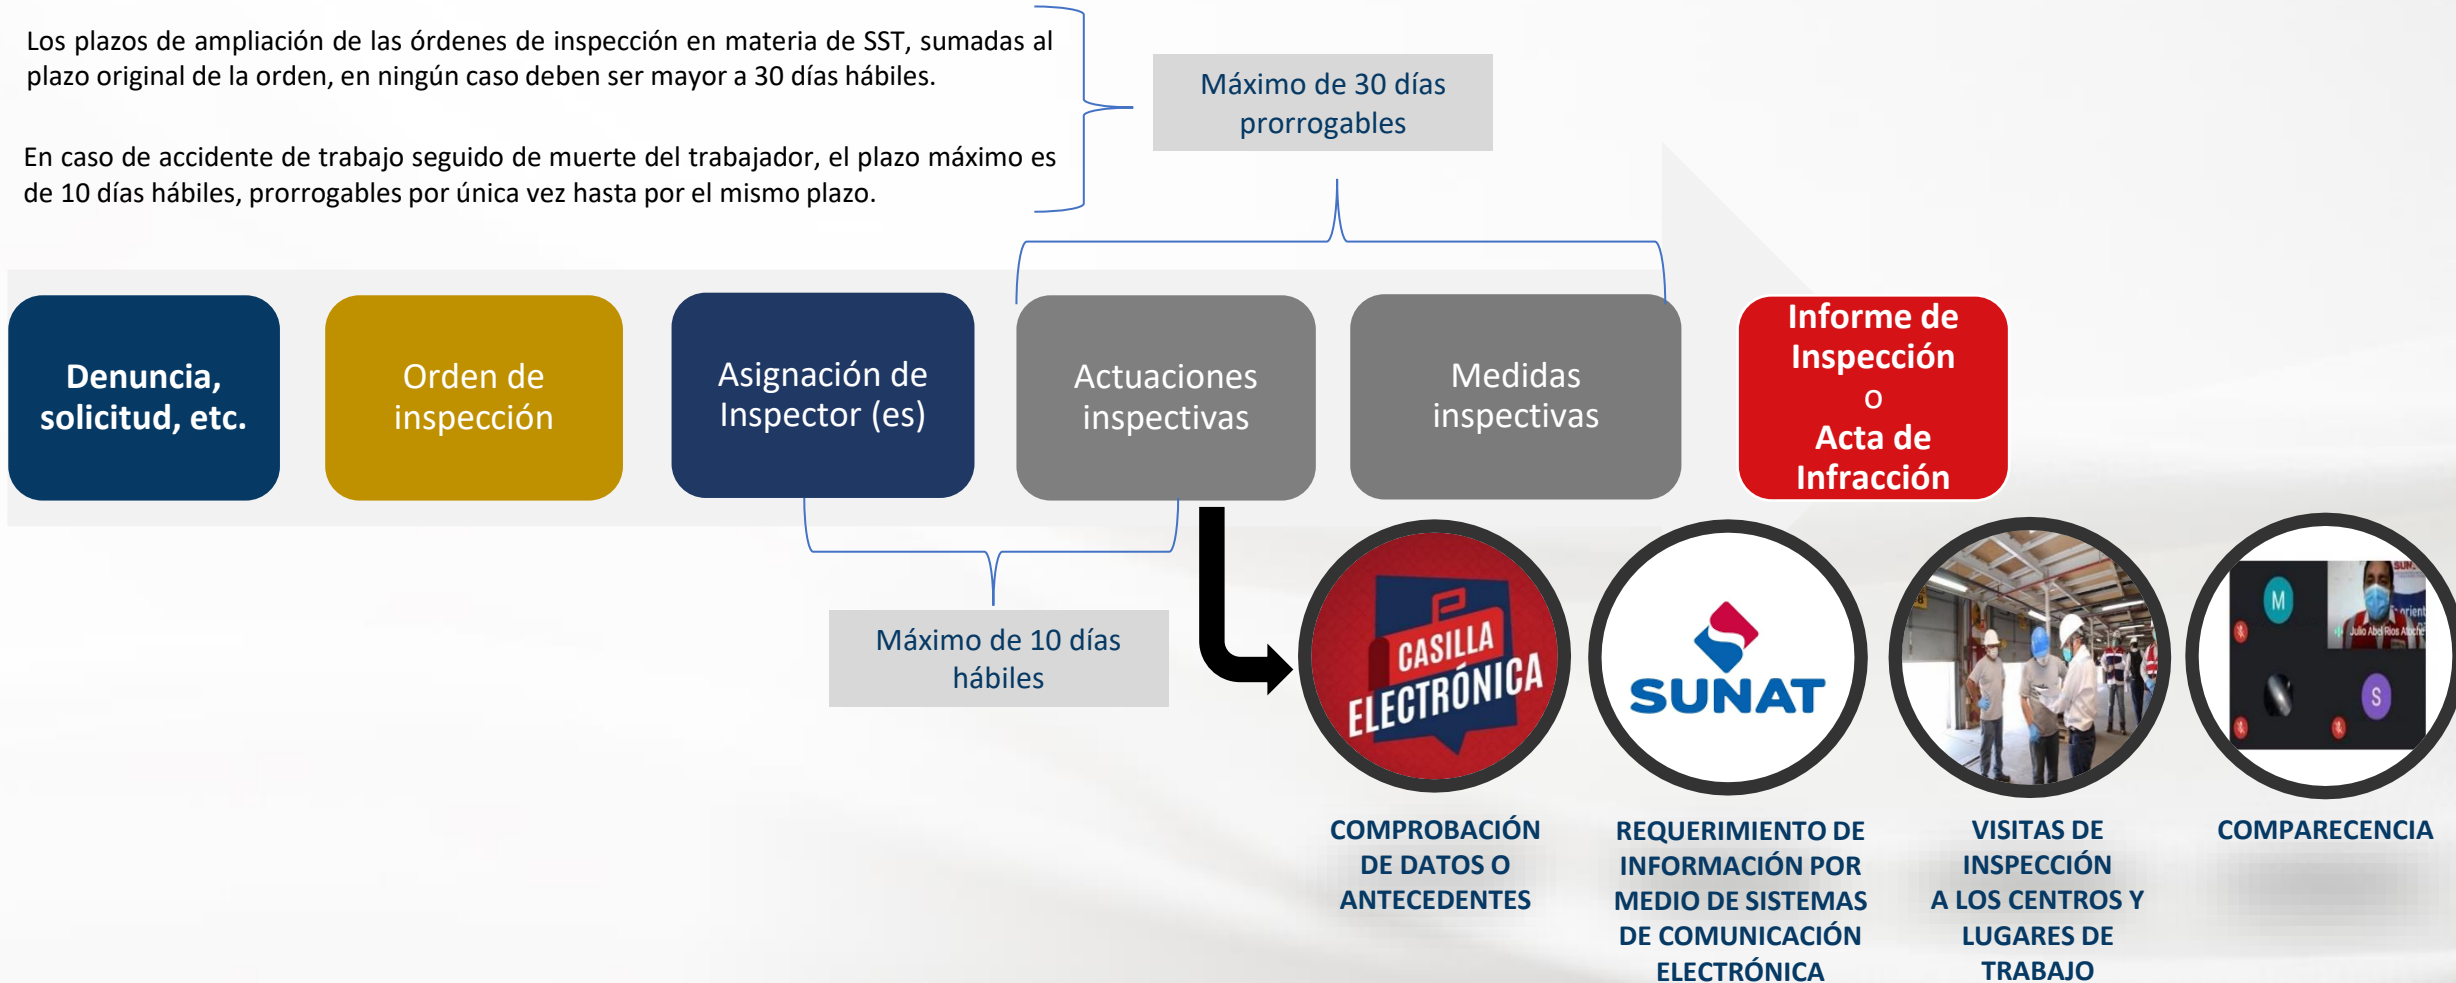 Los plazos de ampliación de las órdenes de inspección en materia de SST, sumadas al
plazo original de la orden, en ningún caso deben ser mayor a 30 días hábiles.
En caso de accidente de trabajo seguido de muerte del trabajador, el plazo máximo es
de 10 días hábiles, prorrogables por única vez hasta por el mismo plazo.
Máximo de 30 días
prorrogables
Denuncia,
solicitud, etc.
Orden de
inspección
Asignación de
Inspector (es)
Actuaciones
inspectivas
Medidas
inspectivas
Informe de
Inspección
o
Acta de
Infracción
Máximo de 10 días
hábiles
CASILLA
ELECTRÓNICA
SUNAT
M
S
Julio Abel Rios Atoche
COMPROBACIÓN
DE DATOS O
ANTECEDENTES
REQUERIMIENTO DE
INFORMACIÓN POR
MEDIO DE SISTEMAS
DE COMUNICACIÓN
ELECTRÓNICA
VISITAS DE
INSPECCIÓN
A LOS CENTROS Y
LUGARES DE
TRABAJO
COMPARECENCIA